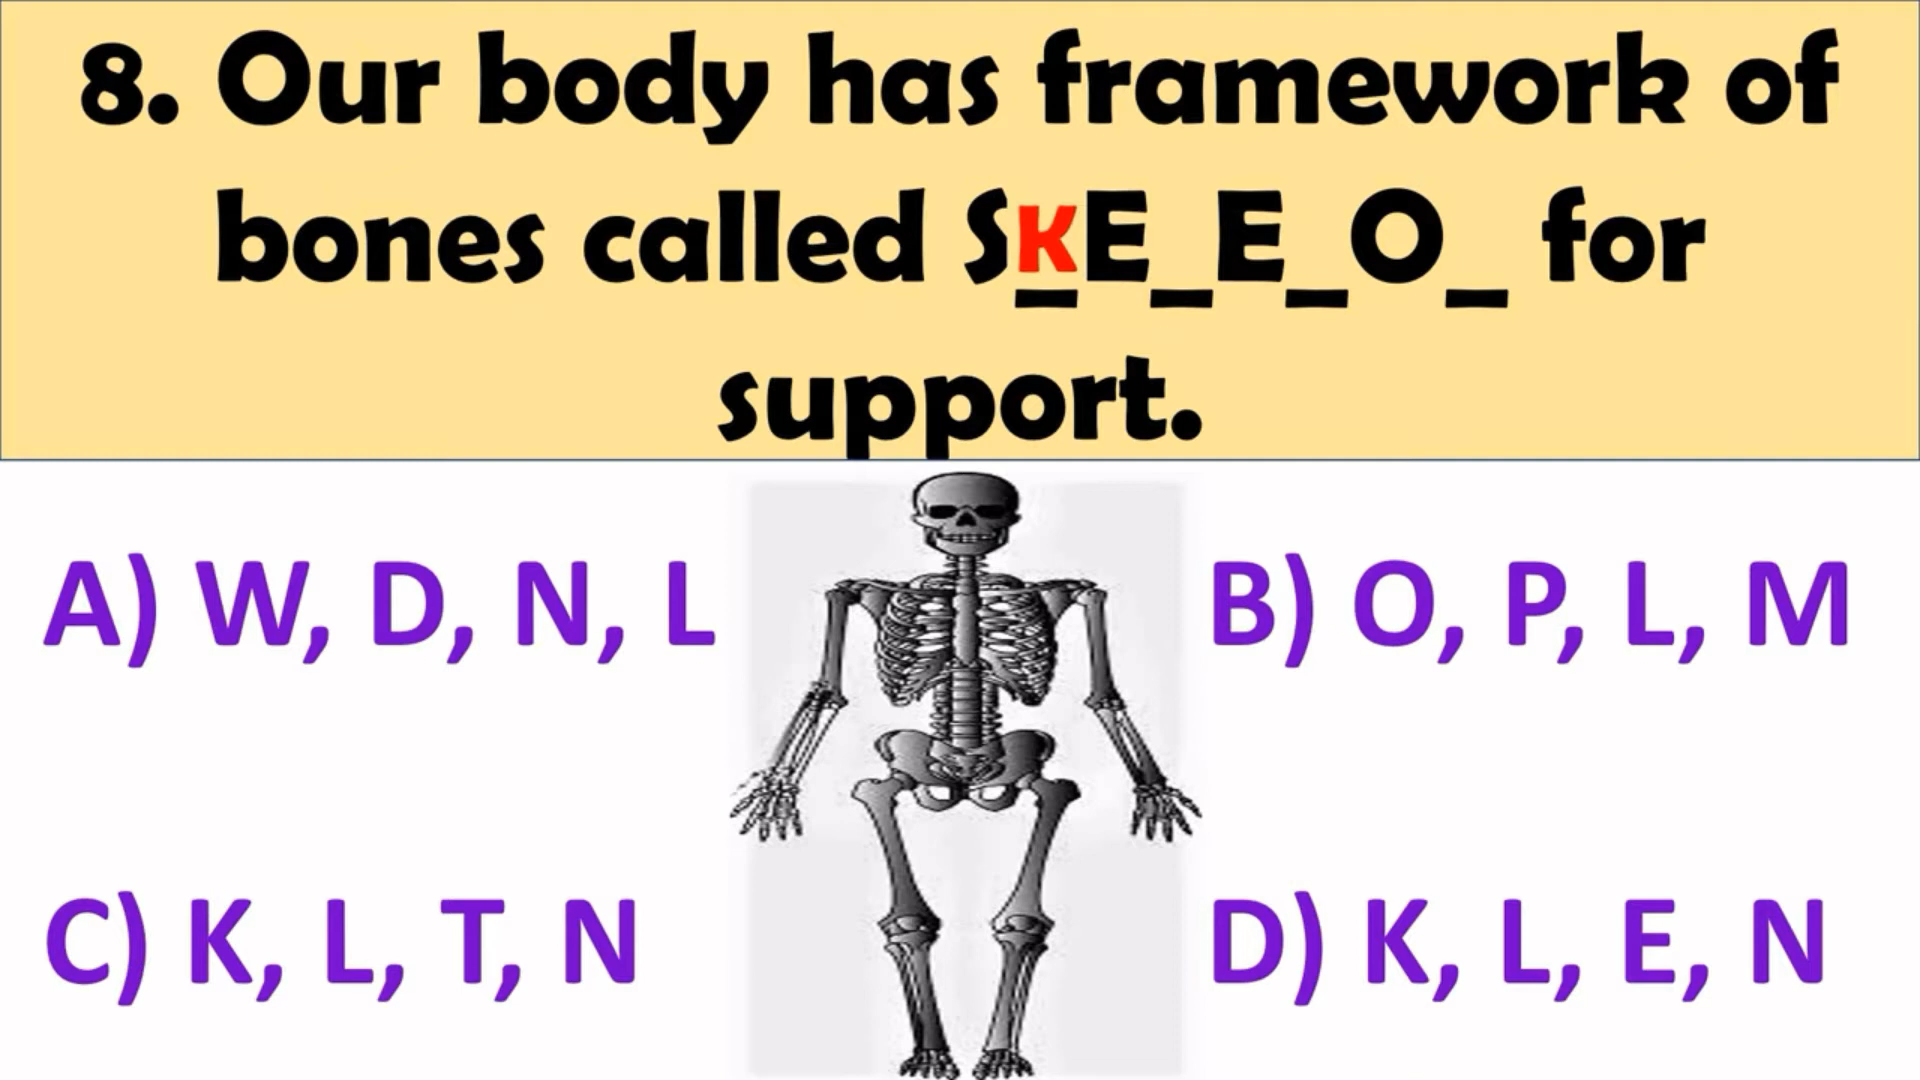 8. Our body has framework of
bones called SKE_E_O_ for
support.
A) W, D, N, L
B) O, P, L, M
C) K, L, T, N
D) K, L, E, N